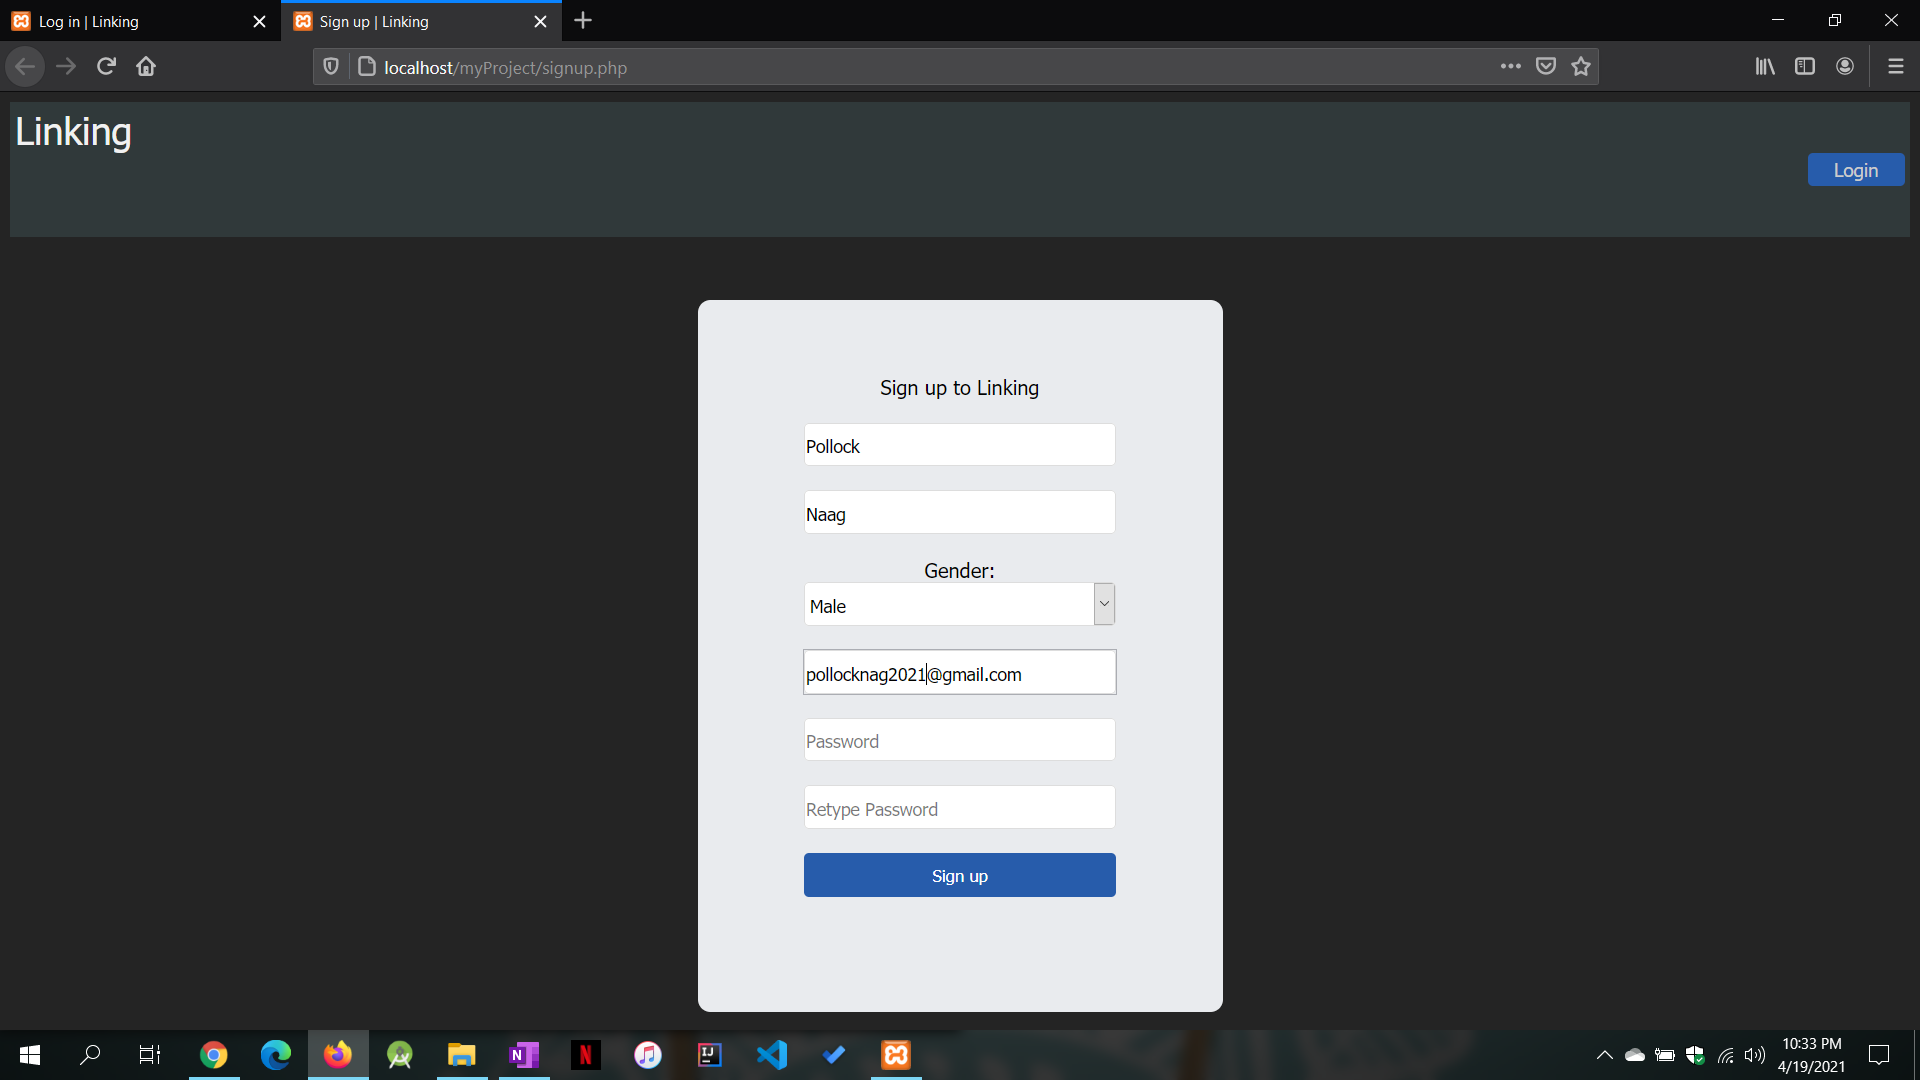 Log in | Linking
Sign up | Linking
localhost/myProject/signup.php
Linking
Login
Sign up to Linking
Pollock
Naag
Gender:
Male
pollocknag2021@gmail.com
Password
Retype Password
Sign up
N
N
IJ
10:33 PM
4/19/2021